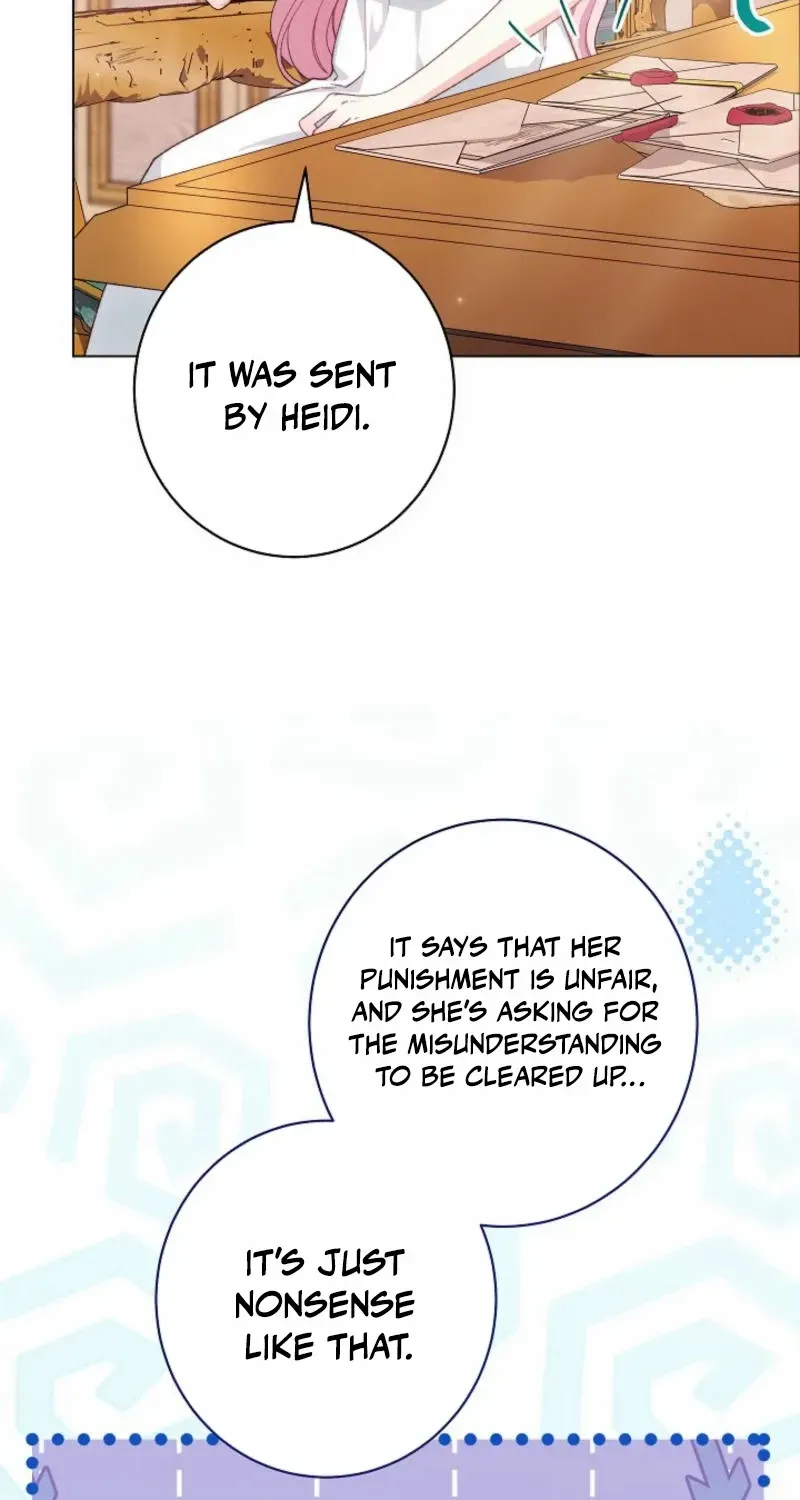 IT WAS SENT
BY HEIDI.
IT SAYS THAT HER
PUNISHMENT IS UNFAIR,
AND SHE'S ASKING FOR
THE MISUNDERSTANDING
TO BE CLEARED UP...
IT'S JUST
NONSENSE
LIKE THAT.